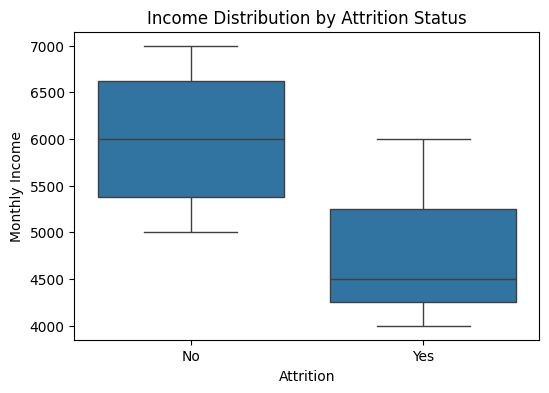 Income Distribution by Attrition Status
Monthly Income
7000
6500
6000
5500
5000
4500
4000
No Yes
Attrition